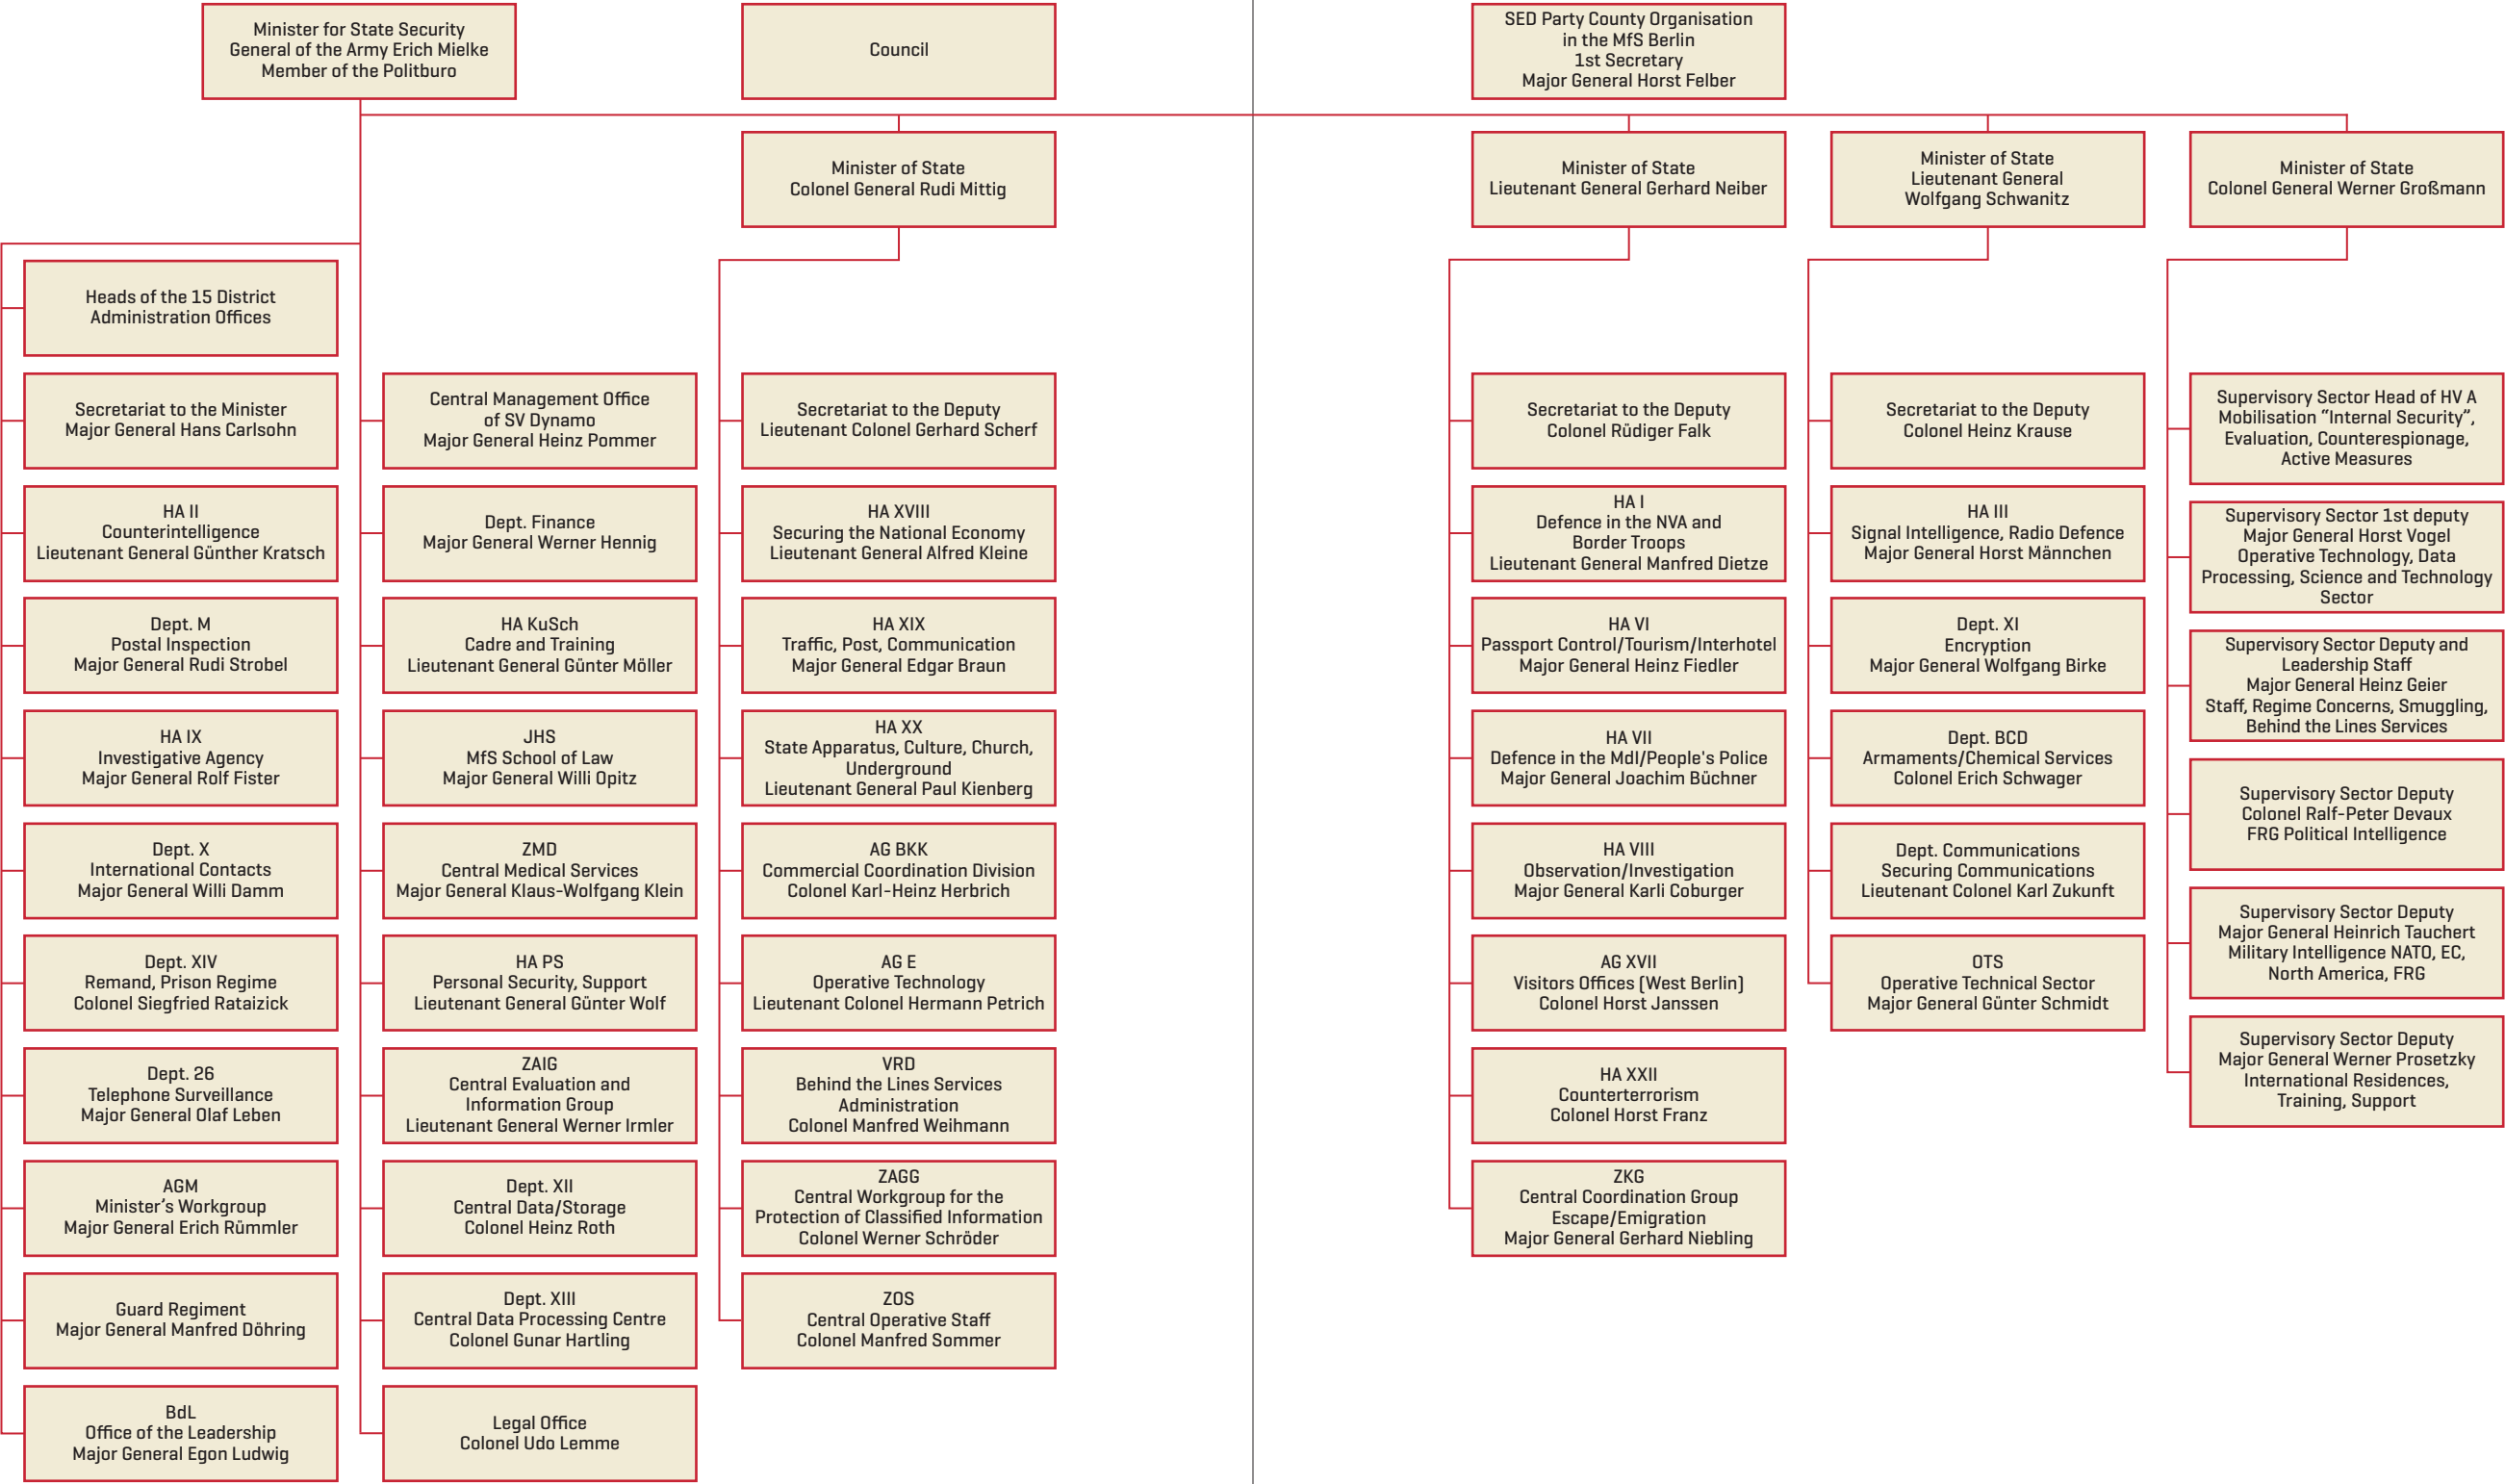 Minister for State Security
General of the Army Erich Mielke
Member of the Politburo
Council
SED Party County Organisation
in the MfS Berlin
1st Secretary
Major General Horst Felber
Minister of State
Colonel General Rudi Mittig
Minister of State
Lieutenant General Gerhard Neiber
Minister of State
Lieutenant General
Wolfgang Schwanitz
Minister of State
Colonel General Werner Großmann
Heads of the 15 District
Administration Offices
Secretariat to the Minister
Major General Hans Carlsohn
HA II
Counterintelligence
Lieutenant General Günther Kratsch
Dept. M
Postal Inspection
Major General Rudi Strobel
HA IX
Investigative Agency
Major General Rolf Fister
Dept. X
International Contacts
Major General Willi Damm
Dept. XIV
Remand, Prison Regime
Colonel Siegfried Rataizick
Dept. 26
Telephone Surveillance
Major General Olaf Leben
AGM
Minister’s Workgroup
Major General Erich Rümmler
Guard Regiment
Major General Manfred Döhring
BdL
Office of the Leadership
Major General Egon Ludwig
Central Management Office
of SV Dynamo
Major General Heinz Pommer
Dept. Finance
Major General Werner Hennig
HA KuSch
Cadre and Training
Lieutenant General Günter Möller
JHS
MfS School of Law
Major General Willi Opitz
ZMD
Central Medical Services
Major General Klaus-Wolfgang Klein
HA PS
Personal Security, Support
Lieutenant General Günter Wolf
ZAIG
Central Evaluation and
Information Group
Lieutenant General Werner Irmler
Dept. XII
Central Data/Storage
Colonel Heinz Roth
Dept. XIII
Central Data Processing Centre
Colonel Gunar Hartling
Legal Office
Colonel Udo Lemme
Secretariat to the Deputy
Lieutenant Colonel Gerhard Scherf
HA XVIII
Securing the National Economy
Lieutenant General Alfred Kleine
HA XIX
Traffic, Post, Communication
Major General Edgar Braun
HA XX
State Apparatus, Culture, Church,
Underground
Lieutenant General Paul Kienberg
AG BKK
Commercial Coordination Division
Colonel Karl-Heinz Herbrich
AG E
Operative Technology
Lieutenant Colonel Hermann Petrich
VRD
Behind the Lines Services
Administration
Colonel Manfred Weihmann
ZAGG
Central Workgroup for the
Protection of Classified Information
Colonel Werner Schröder
ZOS
Central Operative Staff
Colonel Manfred Sommer
Secretariat to the Deputy
Colonel Rüdiger Falk
HA I
Defence in the NVA and
Border Troops
Lieutenant General Manfred Dietze
HA VI
Passport Control/Tourism/Interhotel
Major General Heinz Fiedler
HA VII
Defence in the MdI/People's Police
Major General Joachim Büchner
HA VIII
Observation/Investigation
Major General Karli Coburger
AG XVII
Visitors Offices (West Berlin)
Colonel Horst Janssen
HA XXII
Counterterrorism
Colonel Horst Franz
ZKG
Central Coordination Group
Escape/Emigration
Major General Gerhard Niebling
Secretariat to the Deputy
Colonel Heinz Krause
HA III
Signal Intelligence, Radio Defence
Major General Horst Männchen
Dept. XI
Encryption
Major General Wolfgang Birke
Dept. BCD
Armaments/Chemical Services
Colonel Erich Schwager
Dept. Communications
Securing Communications
Lieutenant Colonel Karl Zukunft
OTS
Operative Technical Sector
Major General Günter Schmidt
Supervisory Sector Head of HV A
Mobilisation “Internal Security”,
Evaluation, Counterespionage,
Active Measures
Supervisory Sector 1st deputy
Major General Horst Vogel
Operative Technology, Data
Processing, Science and Technology
Sector
Supervisory Sector Deputy and
Leadership Staff
Major General Heinz Geier
Staff, Regime Concerns, Smuggling,
Behind the Lines Services
Supervisory Sector Deputy
Colonel Ralf-Peter Devaux
FRG Political Intelligence
Supervisory Sector Deputy
Major General Heinrich Tauchert
Military Intelligence NATO, EC,
North America, FRG
Supervisory Sector Deputy
Major General Werner Prosetzky
International Residences,
Training, Support